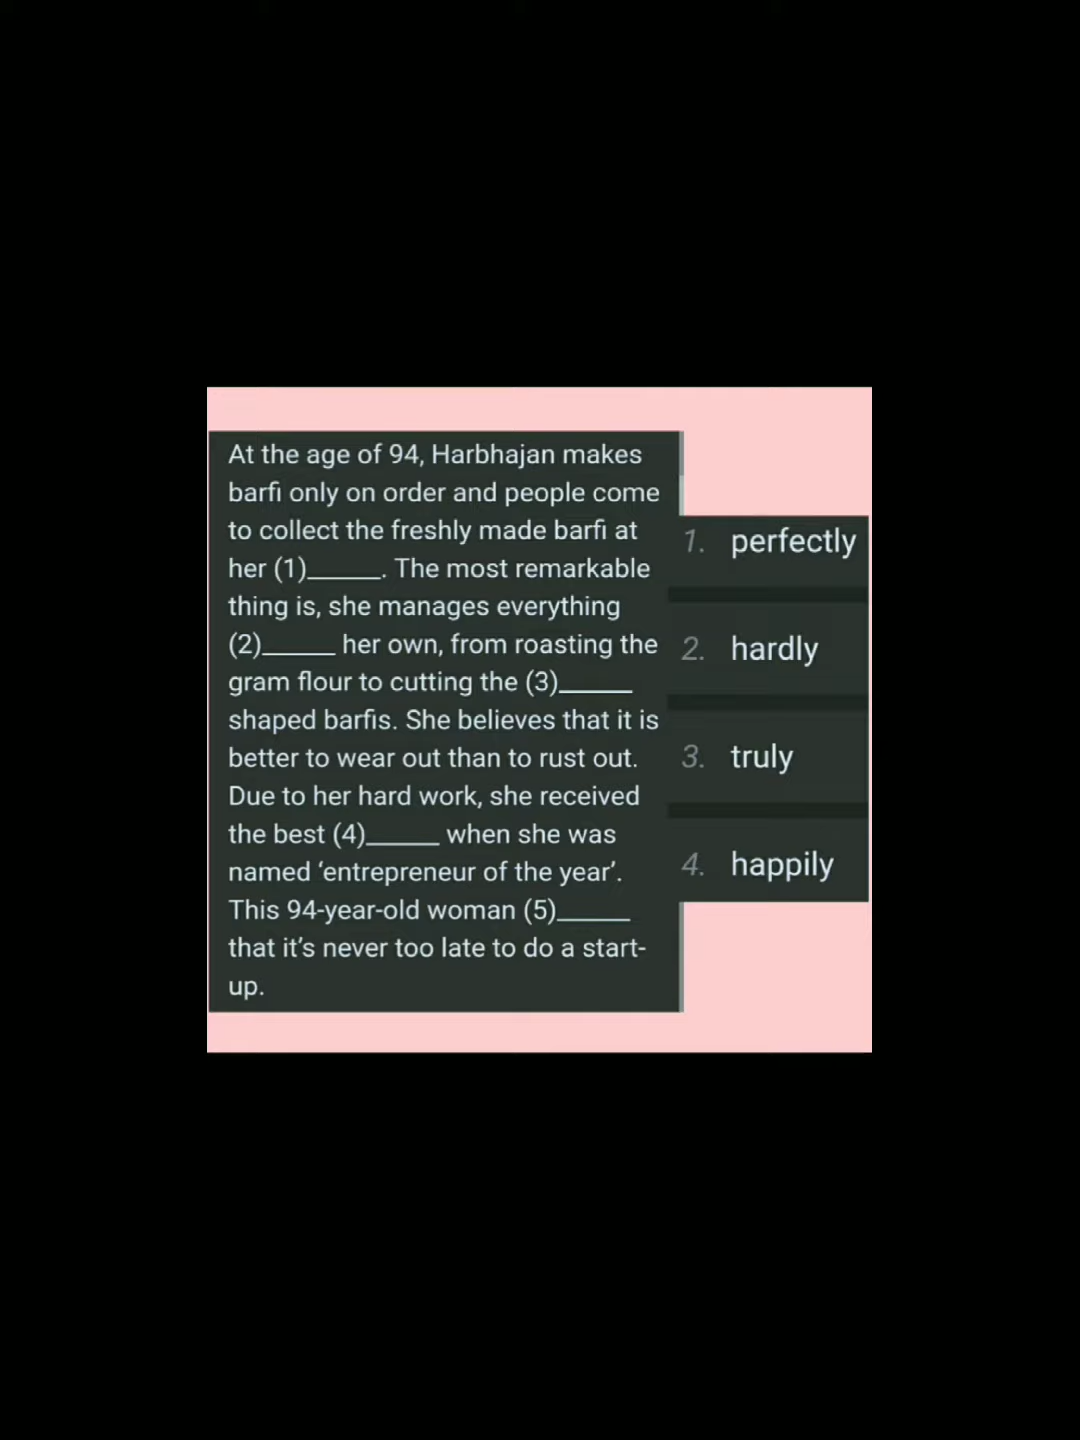 At the age of 94, Harbhajan makes
barfi only on order and people come
to collect the freshly made barfi at
her (1)_____. The most remarkable
thing is, she manages everything
(2)_____ her own, from roasting the
gram flour to cutting the (3)_____
shaped barfis. She believes that it is
better to wear out than to rust out.
Due to her hard work, she received
the best (4)_____ when she was
named ‘entrepreneur of the year’.
This 94-year-old woman (5)_____
that it’s never too late to do a start-
up.
1. perfectly
2. hardly
3. truly
4. happily